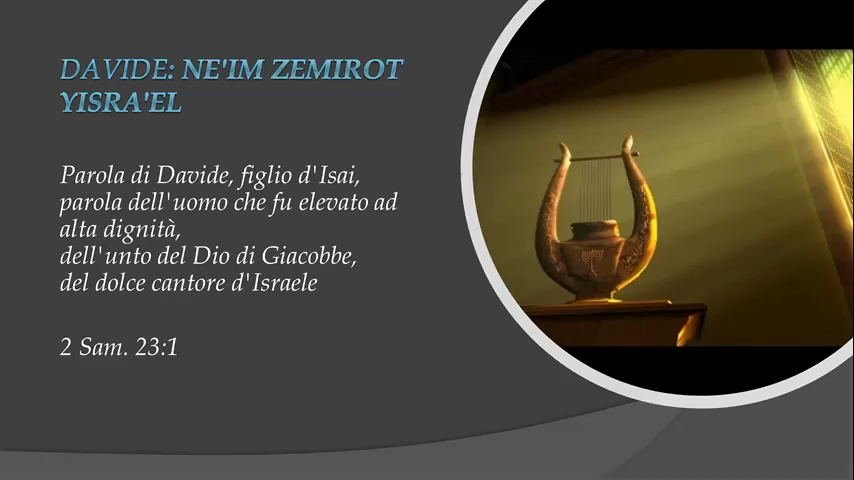 DAVIDE: NE'IM ZEMIROT
YISRA'EL
Parola di Davide, figlio d'Isai,
parola dell'uomo che fu elevato ad
alta dignità,
dell'unto del Dio di Giacobbe,
del dolce cantore d'Israele
2 Sam. 23:1